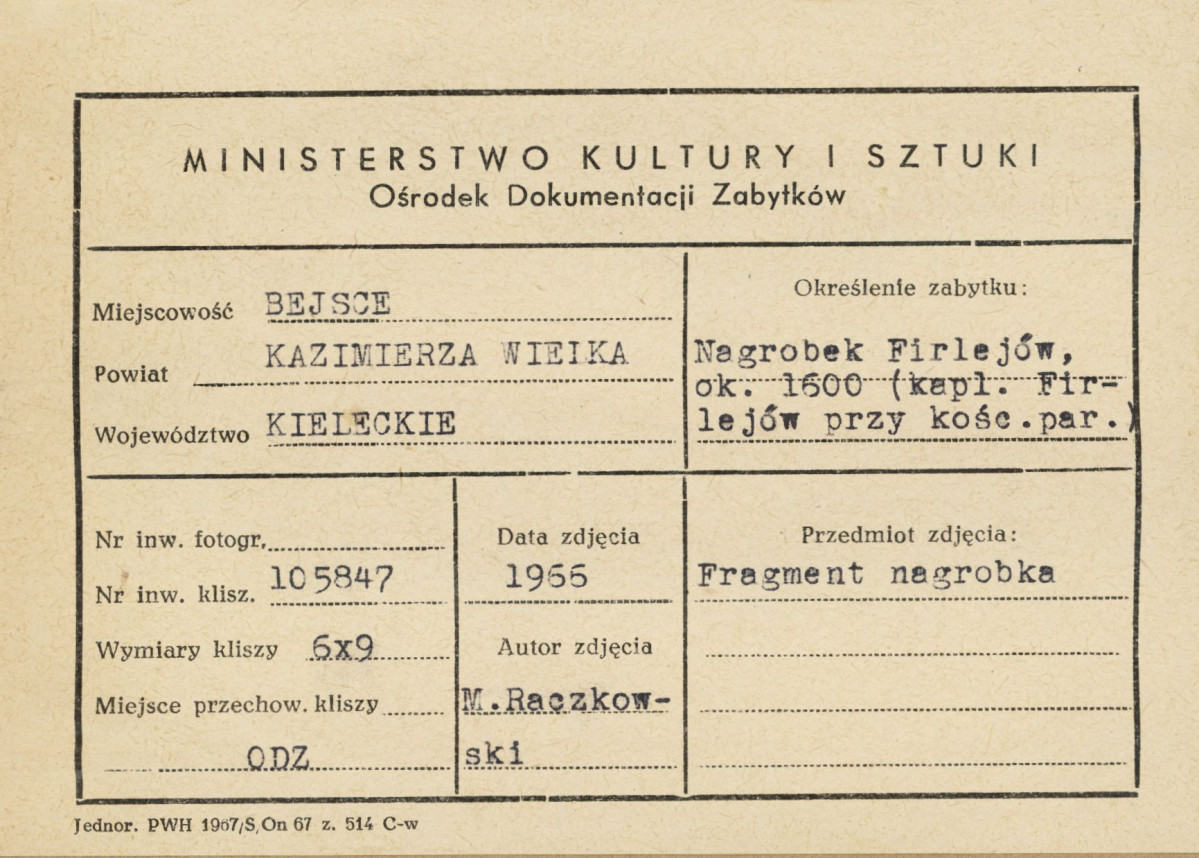 MINISTERSTWO KULTURY I SZTUKI
Ośrodek Dokumentacji Zabytków
Miejscowość BEJSCE
Powiat KAZIMIERZA WIELKA
Województwo KIELECKIE
Określenie zabytku:
Nagrobek Firlejów,
ok. 1600 (kapl. Fir-
lejów przy kośc.par.)
Nr inw. fotogr.
Nr inw. klisz. 105847
Wymiary kliszy 6x9
Miejsce przechow. kliszy
ODZ
Data zdjęcia
1966
Autor zdjęcia
M.Raczkow-
ski
Przedmiot zdjęcia:
Fragment nagrobka
Jednor. PWH 1967/S.On 67 z. 514 C-w